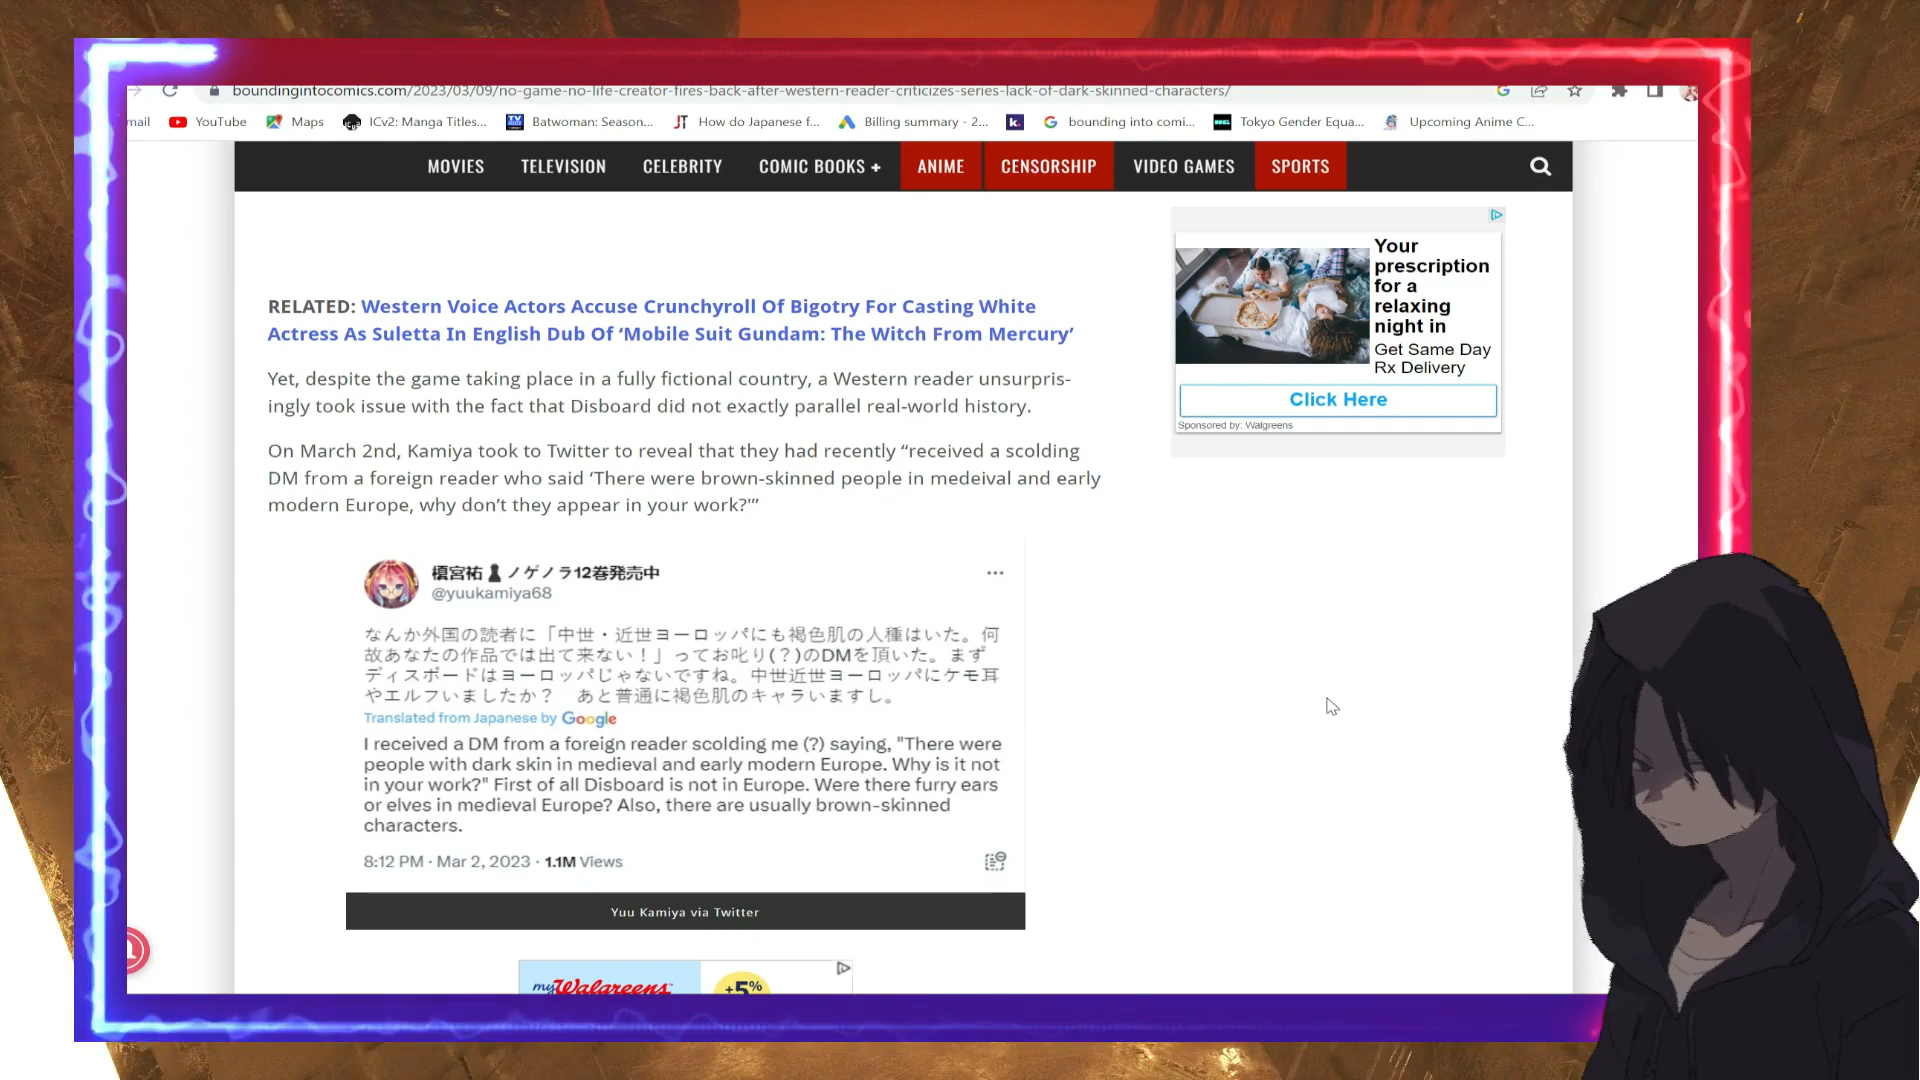 boundingintocomics.com/2023/03/09/no-game-no-life-creator-fires-back-after-western-reader-criticizes-series-lack-of-dark-skinned-characters/
mail YouTube Maps ICv2: Manga Titles... Batwoman: Season... How do Japanese f... Billing summary - 2... k. bounding into comi... Tokyo Gender Equa... Upcoming Anime C...
MOVIES TELEVISION CELEBRITY COMIC BOOKS + ANIME CENSORSHIP VIDEO GAMES SPORTS
RELATED: Western Voice Actors Accuse Crunchyroll Of Bigotry For Casting White
Actress As Suletta In English Dub Of ‘Mobile Suit Gundam: The Witch From Mercury’
Yet, despite the game taking place in a fully fictional country, a Western reader unsurpris-
ingly took issue with the fact that Disboard did not exactly parallel real-world history.
On March 2nd, Kamiya took to Twitter to reveal that they had recently “received a scolding
DM from a foreign reader who said ‘There were brown-skinned people in medeival and early
modern Europe, why don’t they appear in your work?'”
榎宮祐♟ノゲノラ12巻発売中
@yuukamiya68
なんか外国の読者に「中世・近世ヨーロッパにも褐色肌の人種はいた。何
故あなたの作品では出て来ない！」ってお叱り(？)のDMを頂いた。まず
ディスボードはヨーロッパじゃないですね。中世近世ヨーロッパにケモ耳
やエルフいましたか？　あと普通に褐色肌のキャラいますし。
Translated from Japanese by Google
I received a DM from a foreign reader scolding me (?) saying, "There were
people with dark skin in medieval and early modern Europe. Why is it not
in your work?" First of all Disboard is not in Europe. Were there furry ears
or elves in medieval Europe? Also, there are usually brown-skinned
characters.
8:12 PM · Mar 2, 2023 · 1.1M Views
Yuu Kamiya via Twitter
my Walgreens +5%
Your
prescription
for a
relaxing
night in
Get Same Day
Rx Delivery
Click Here
Sponsored by: Walgreens